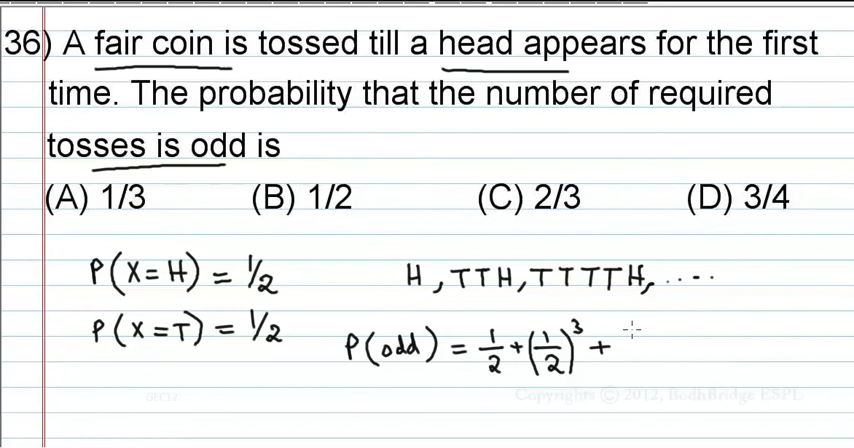 36) A fair coin is tossed till a head appears for the first
time. The probability that the number of required
tosses is odd is
(A) 1/3 (B) 1/2 (C) 2/3 (D) 3/4
P(X=H) = 1/2 H, TTH, TTTTH, ....
P(X=T) = 1/2 P(odd) = 1/2 + (1/2)^3 +
GEC12 Copyrights © 2012, BodhBridge ESPL